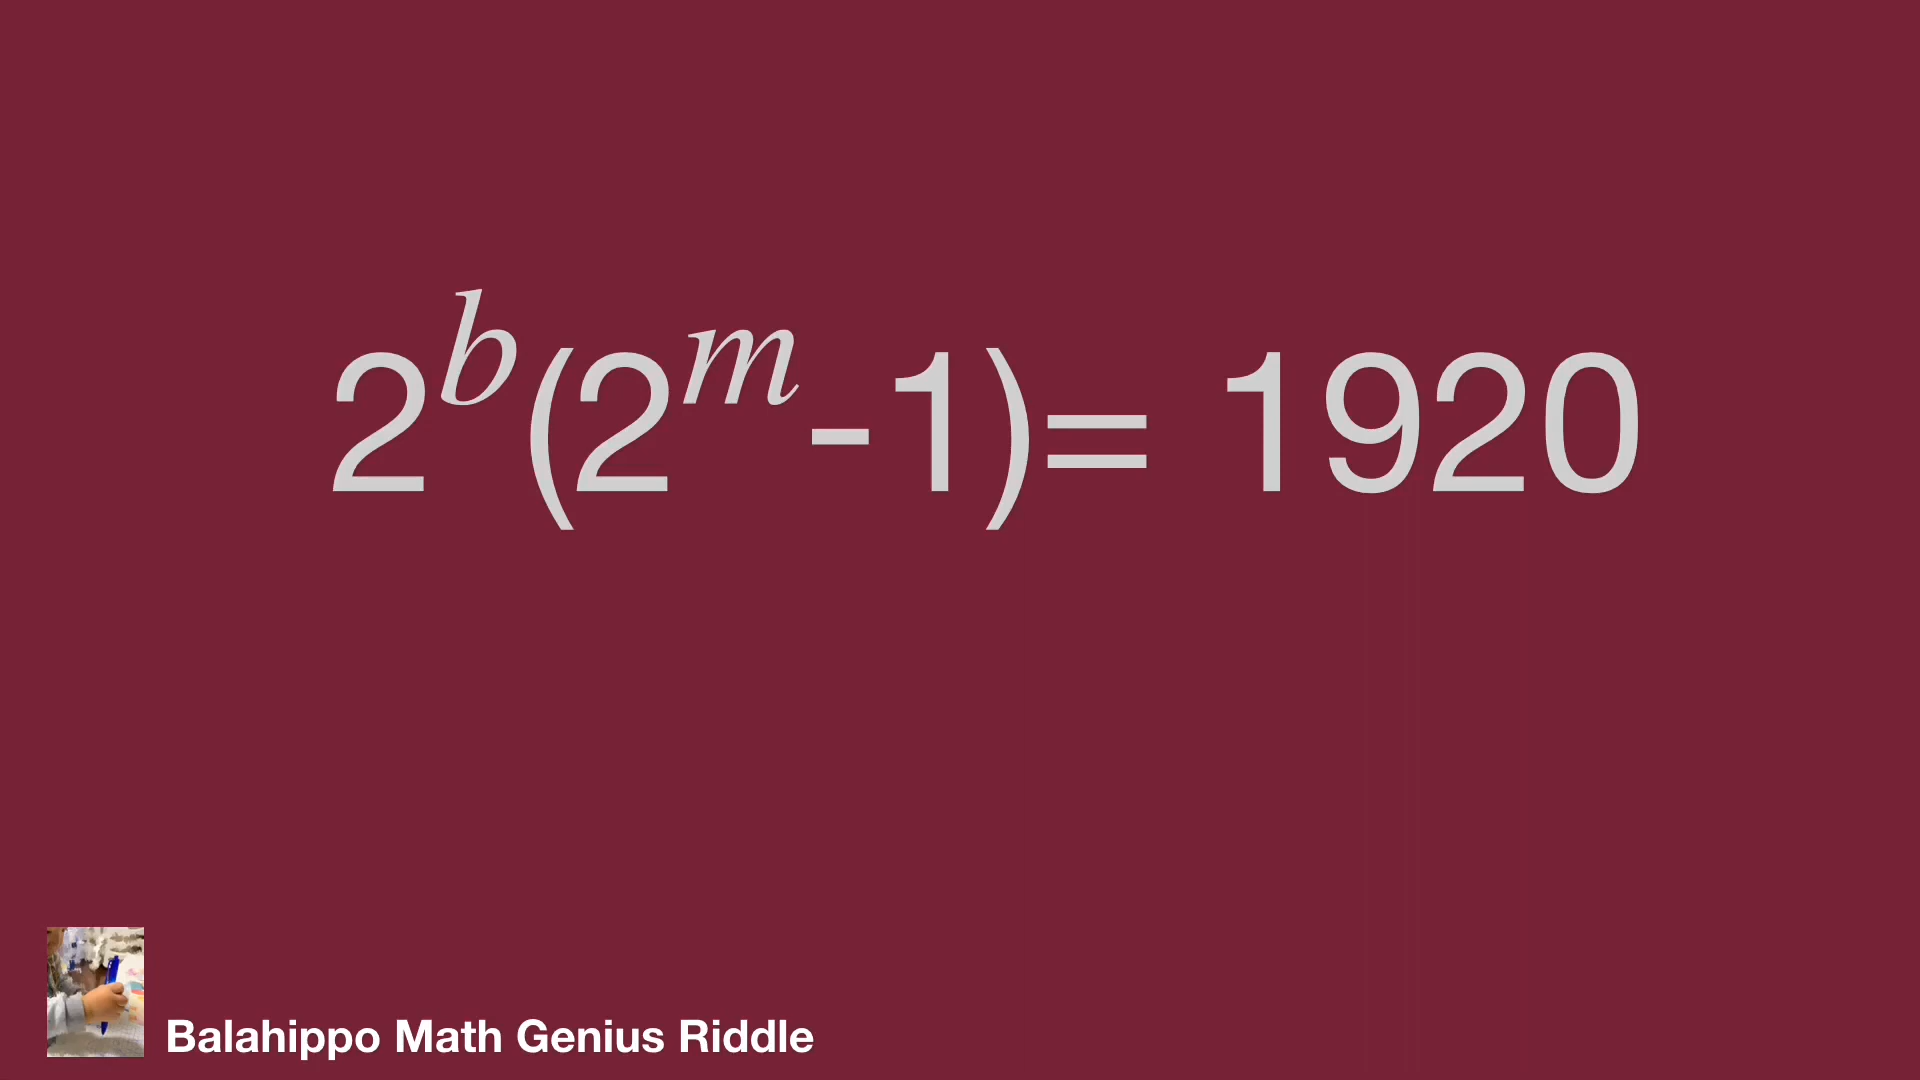 2^b(2^m-1)= 1920
Balahippo Math Genius Riddle